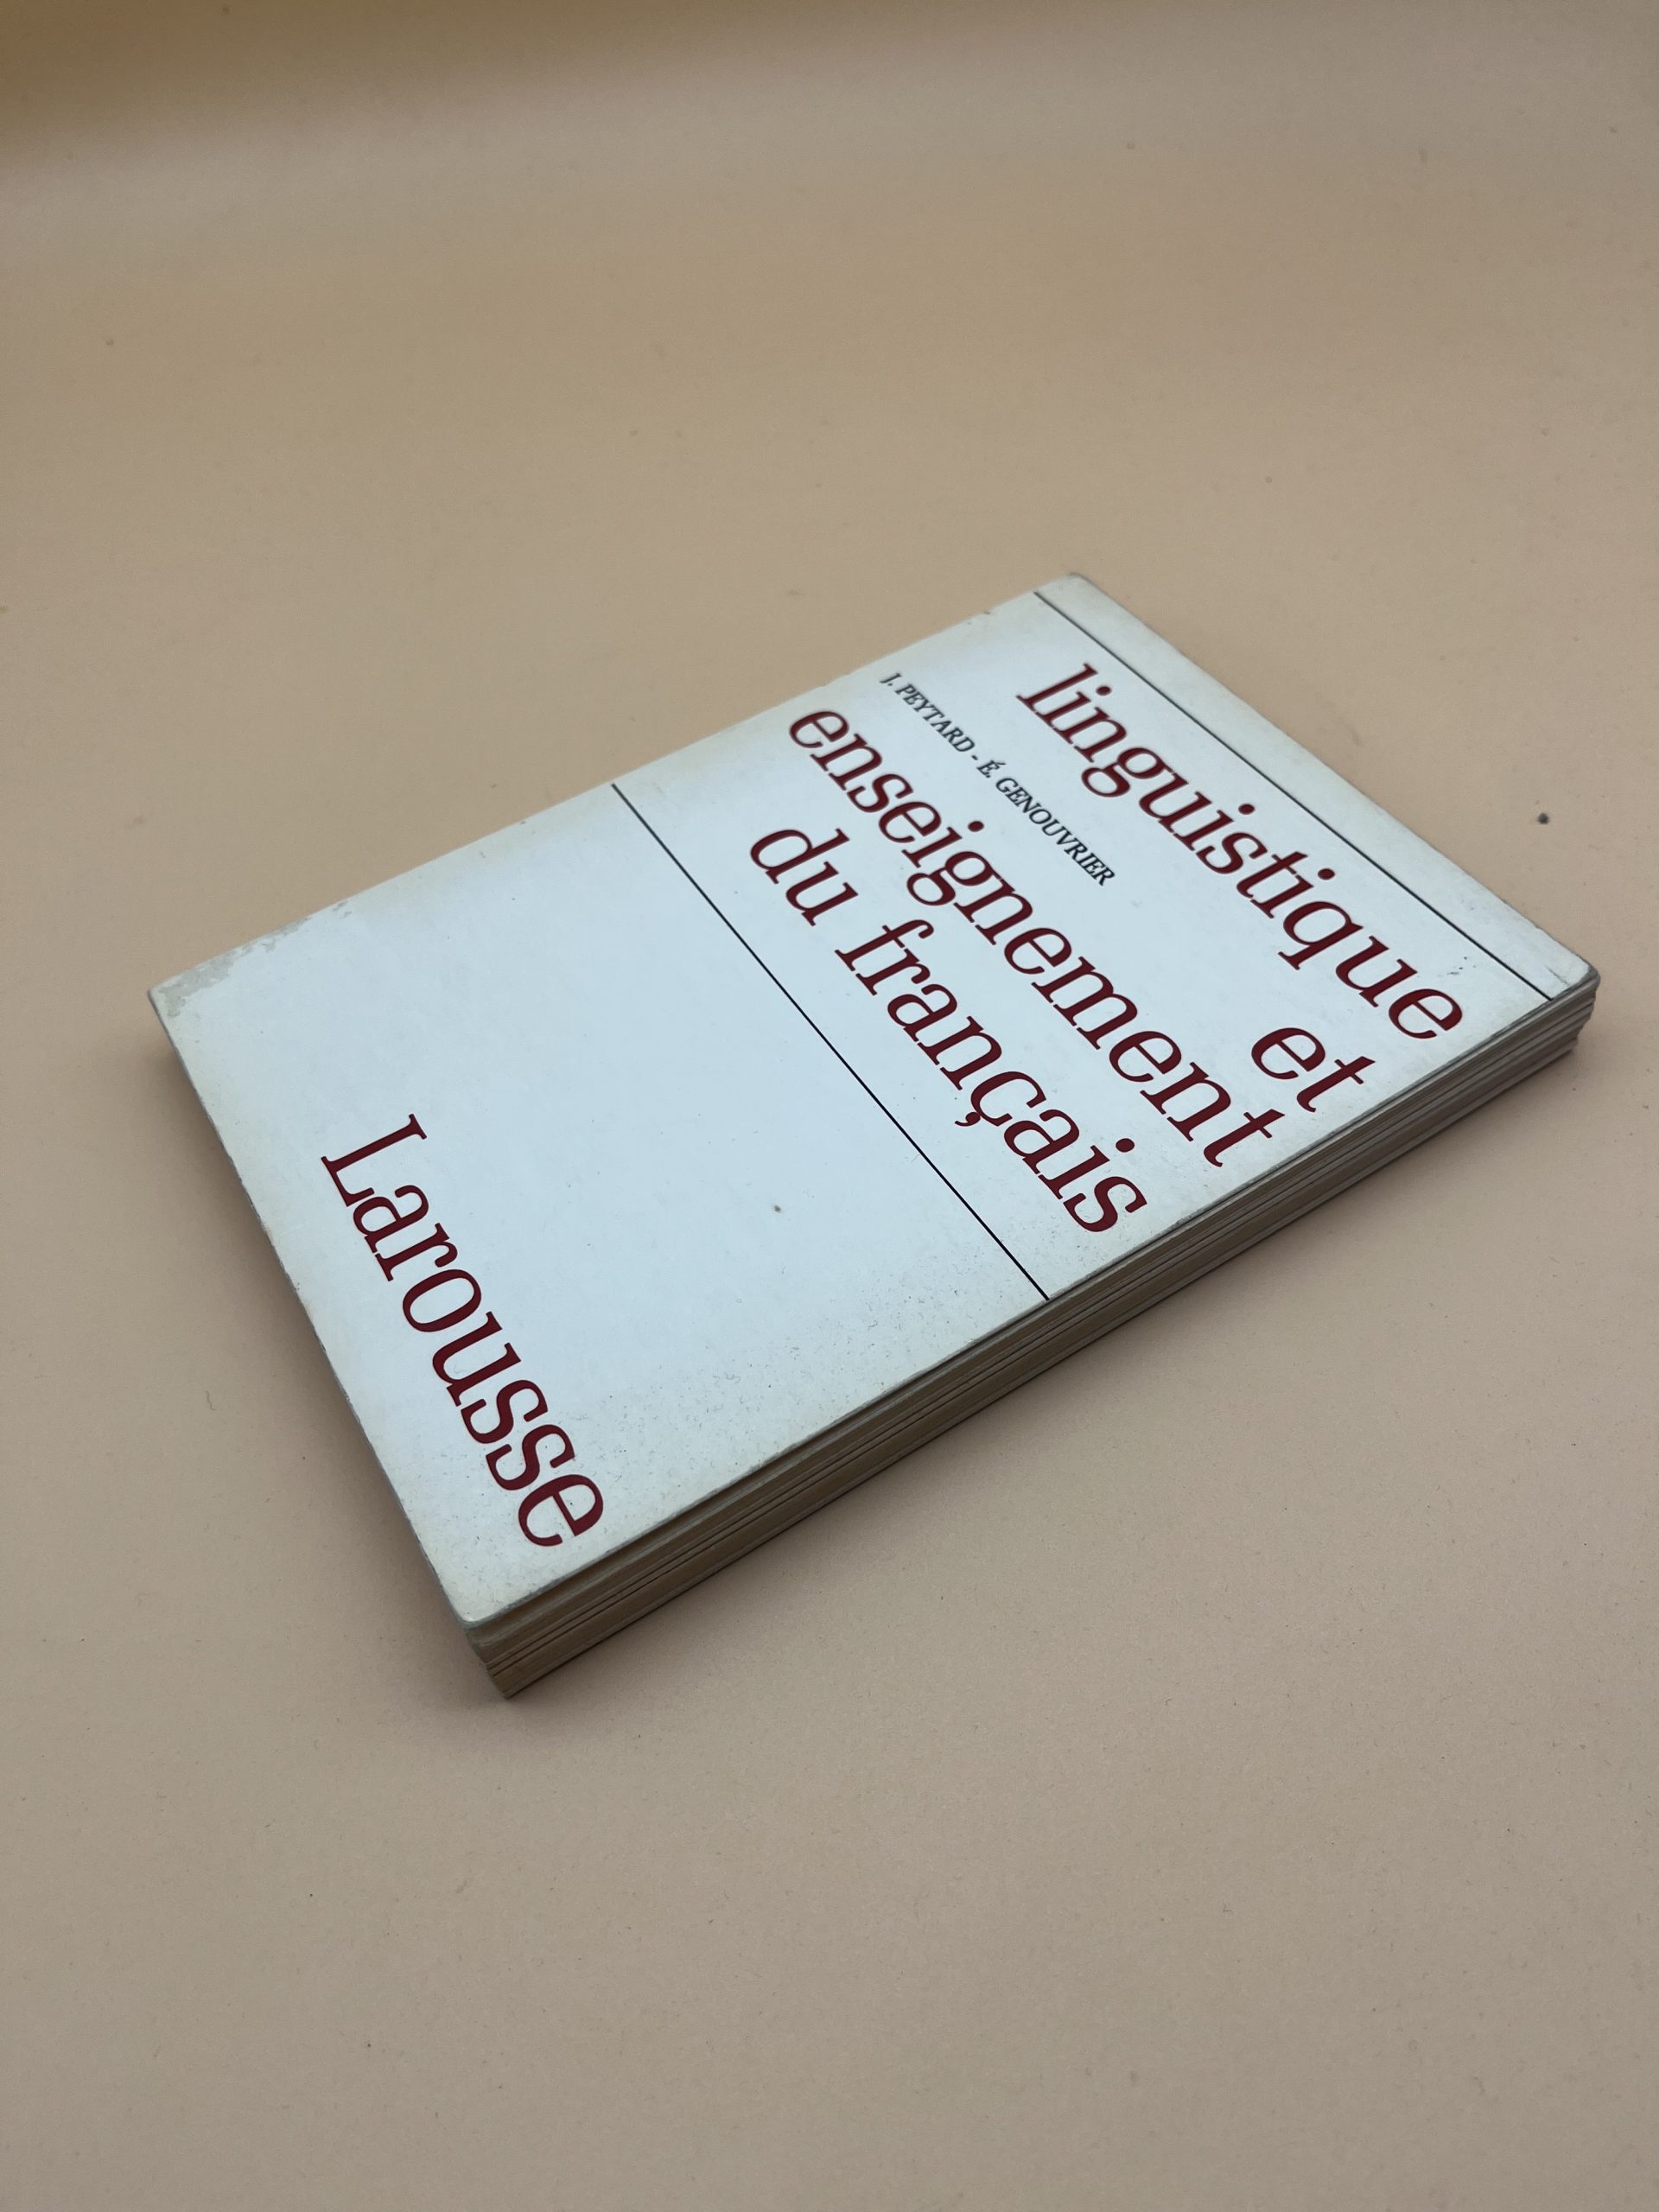 linguistique
et
J. PEYTARD - É. GENOUVRIER
enseignement
du français
Larousse